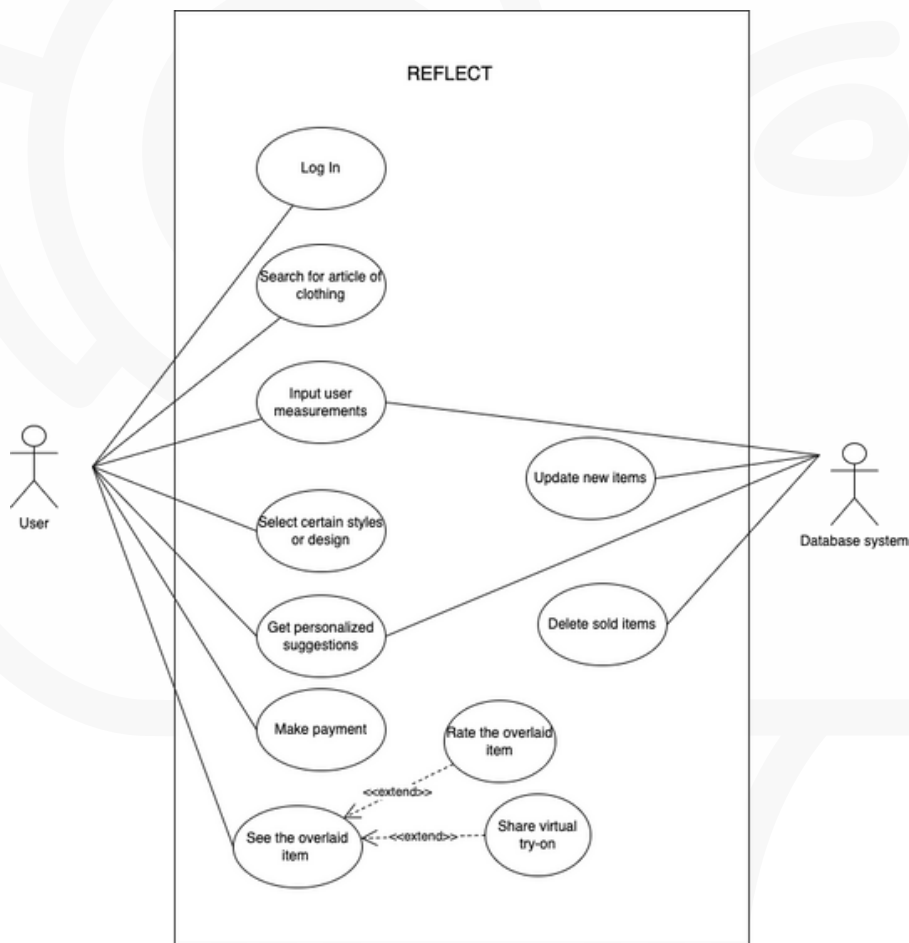 REFLECT
Log In
Search for article of
clothing
Input user
measurements
Update new items
User
Database system
Select certain styles
or design
Get personalized
suggestions
Delete sold items
Make payment
Rate the overlaid
item
<<extend>>
See the overlaid
item
<<extend>>
Share virtual
try-on